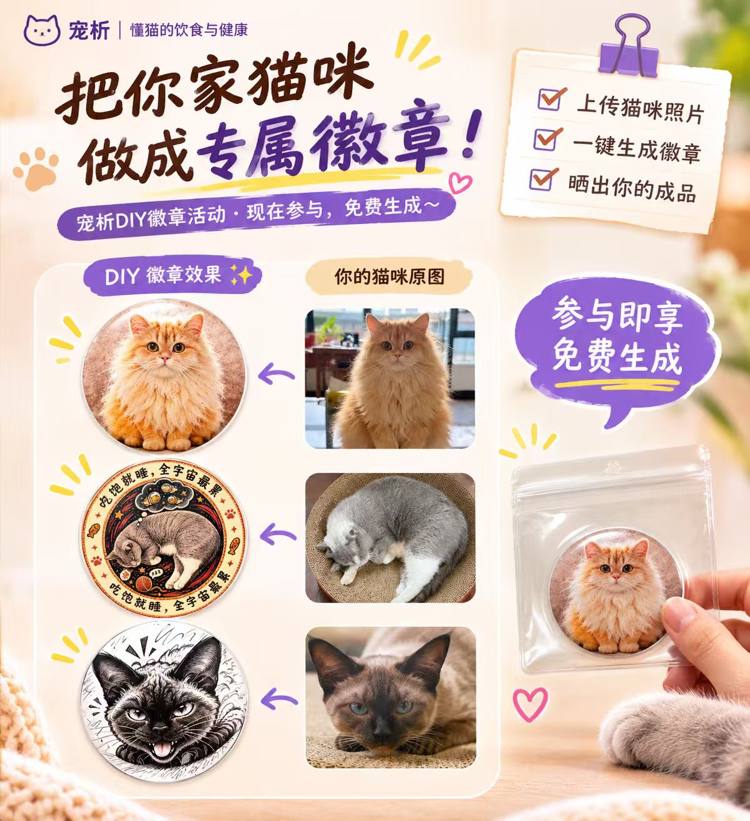 宠析 | 懂猫的饮食与健康
把你家猫咪
做成专属徽章！
宠析DIY徽章活动·现在参与，免费生成～
上传猫咪照片
一键生成徽章
晒出你的成品
DIY 徽章效果
你的猫咪原图
参与即享
免费生成
吃饱就睡，全宇宙最累
吃饱就睡，全宇宙最累